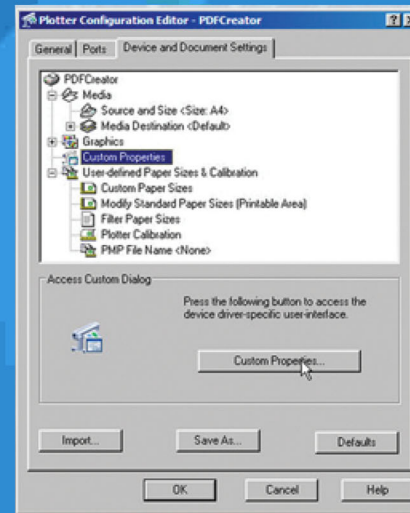 Plotter Configuration Editor - PDFCreator
General Ports Device and Document Settings
PDFCreator
Media
Source and Size <Size: A4>
Media Destination <Default>
Graphics
Custom Properties
User-defined Paper Sizes & Calibration
Custom Paper Sizes
Modify Standard Paper Sizes (Printable Area)
Filter Paper Sizes
Plotter Calibration
PMP File Name <None>
Access Custom Dialog
Press the following button to access the
device driver-specific user-interface.
Custom Properties...
Import... Save As... Defaults
OK Cancel Help